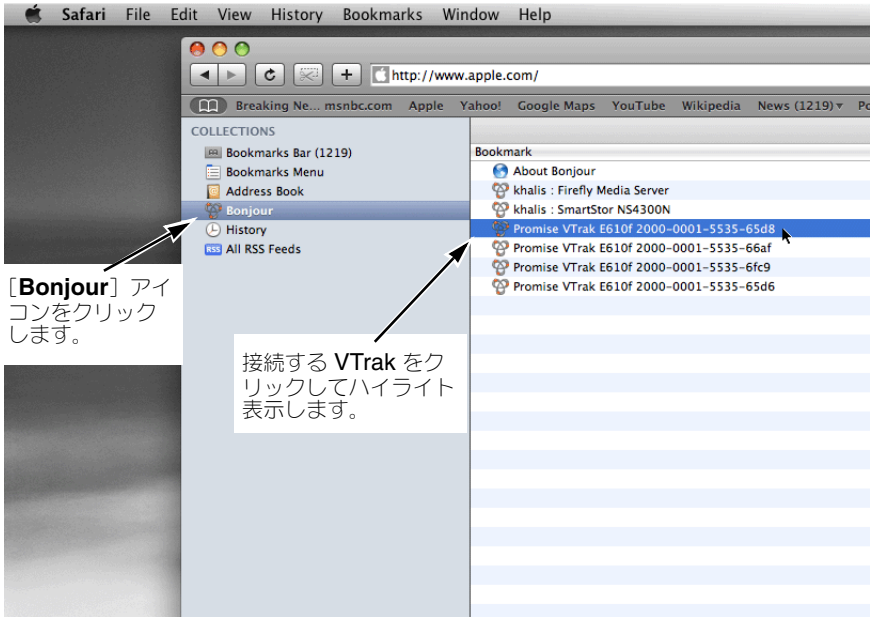 Safari File Edit View History Bookmarks Window Help
http://www.apple.com/
Breaking Ne... msnbc.com Apple Yahoo! Google Maps YouTube Wikipedia News (1219)▾ Po
COLLECTIONS
Bookmarks Bar (1219)
Bookmarks Menu
Address Book
Bonjour
History
RSS All RSS Feeds
Bookmark
About Bonjour
khalis : Firefly Media Server
khalis : SmartStor NS4300N
Promise VTrak E610f 2000-0001-5535-65d8
Promise VTrak E610f 2000-0001-5535-66af
Promise VTrak E610f 2000-0001-5535-6fc9
Promise VTrak E610f 2000-0001-5535-65d6
［Bonjour］アイ
コンをクリック
します。
接続する VTrak をク
リックしてハイライト
表示します。